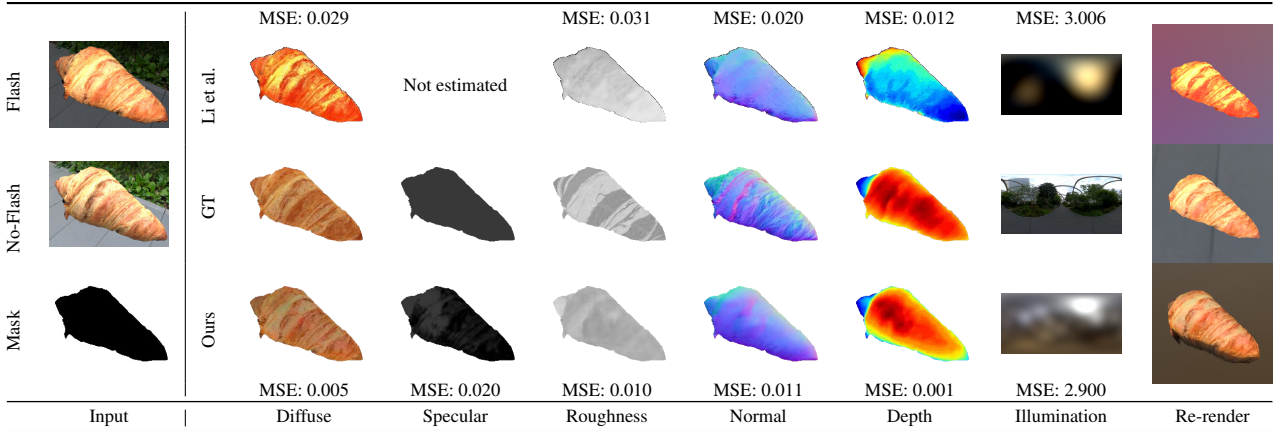 MSE: 0.029 MSE: 0.031 MSE: 0.020 MSE: 0.012 MSE: 3.006
Flash
Li et al.
Not estimated
No-Flash
GT
Mask
Ours
MSE: 0.005 MSE: 0.020 MSE: 0.010 MSE: 0.011 MSE: 0.001 MSE: 2.900
Input Diffuse Specular Roughness Normal Depth Illumination Re-render